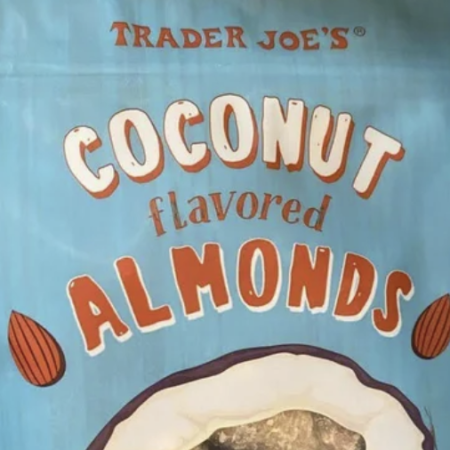 TRADER JOE'S®
COCONUT
flavored
ALMONDS